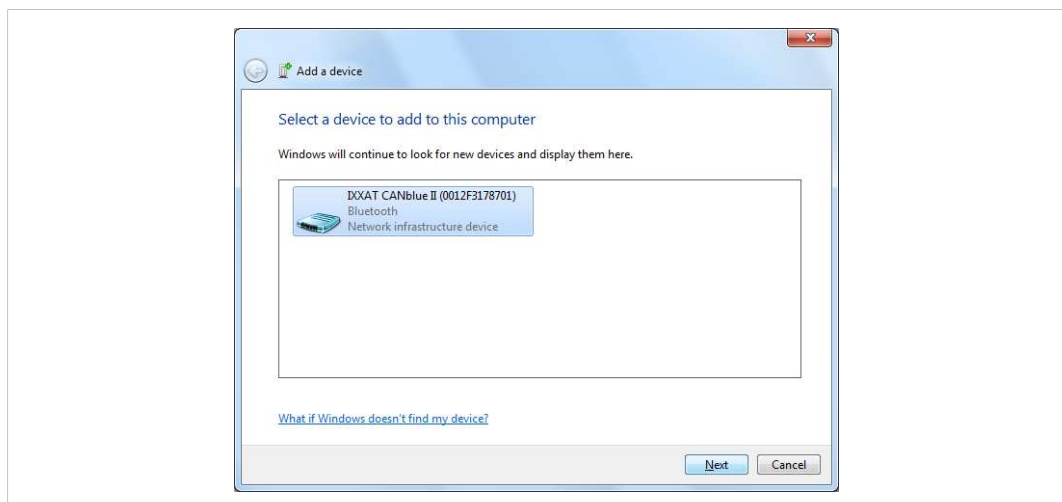 Add a device
Select a device to add to this computer
Windows will continue to look for new devices and display them here.
IXXAT CANblue II (0012F3178701)
Bluetooth
Network infrastructure device
What if Windows doesn't find my device?
Next
Cancel